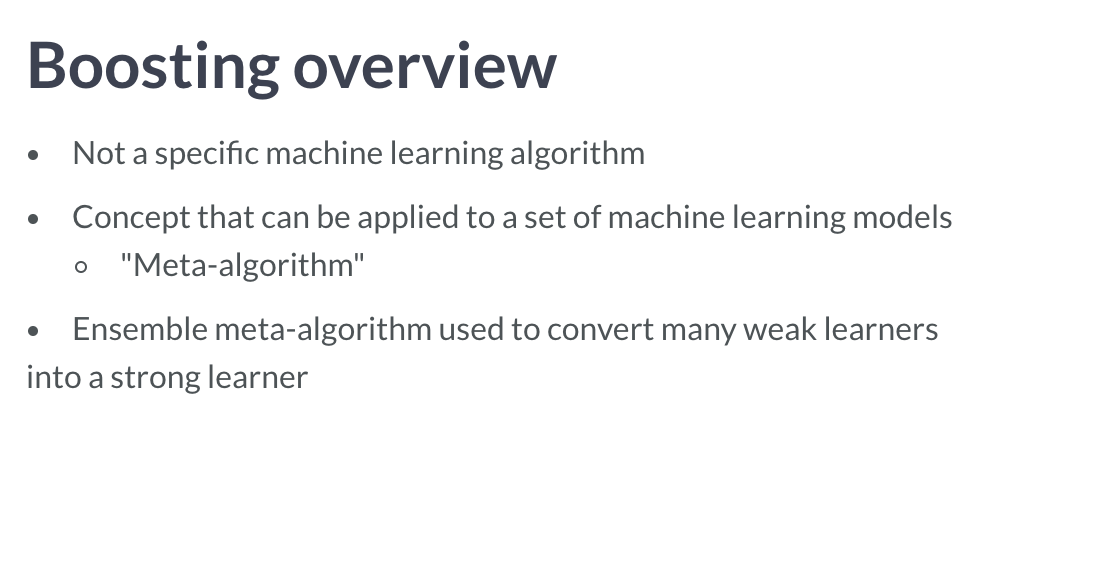 Boosting overview
• Not a specific machine learning algorithm
• Concept that can be applied to a set of machine learning models
○ "Meta-algorithm"
• Ensemble meta-algorithm used to convert many weak learners
into a strong learner